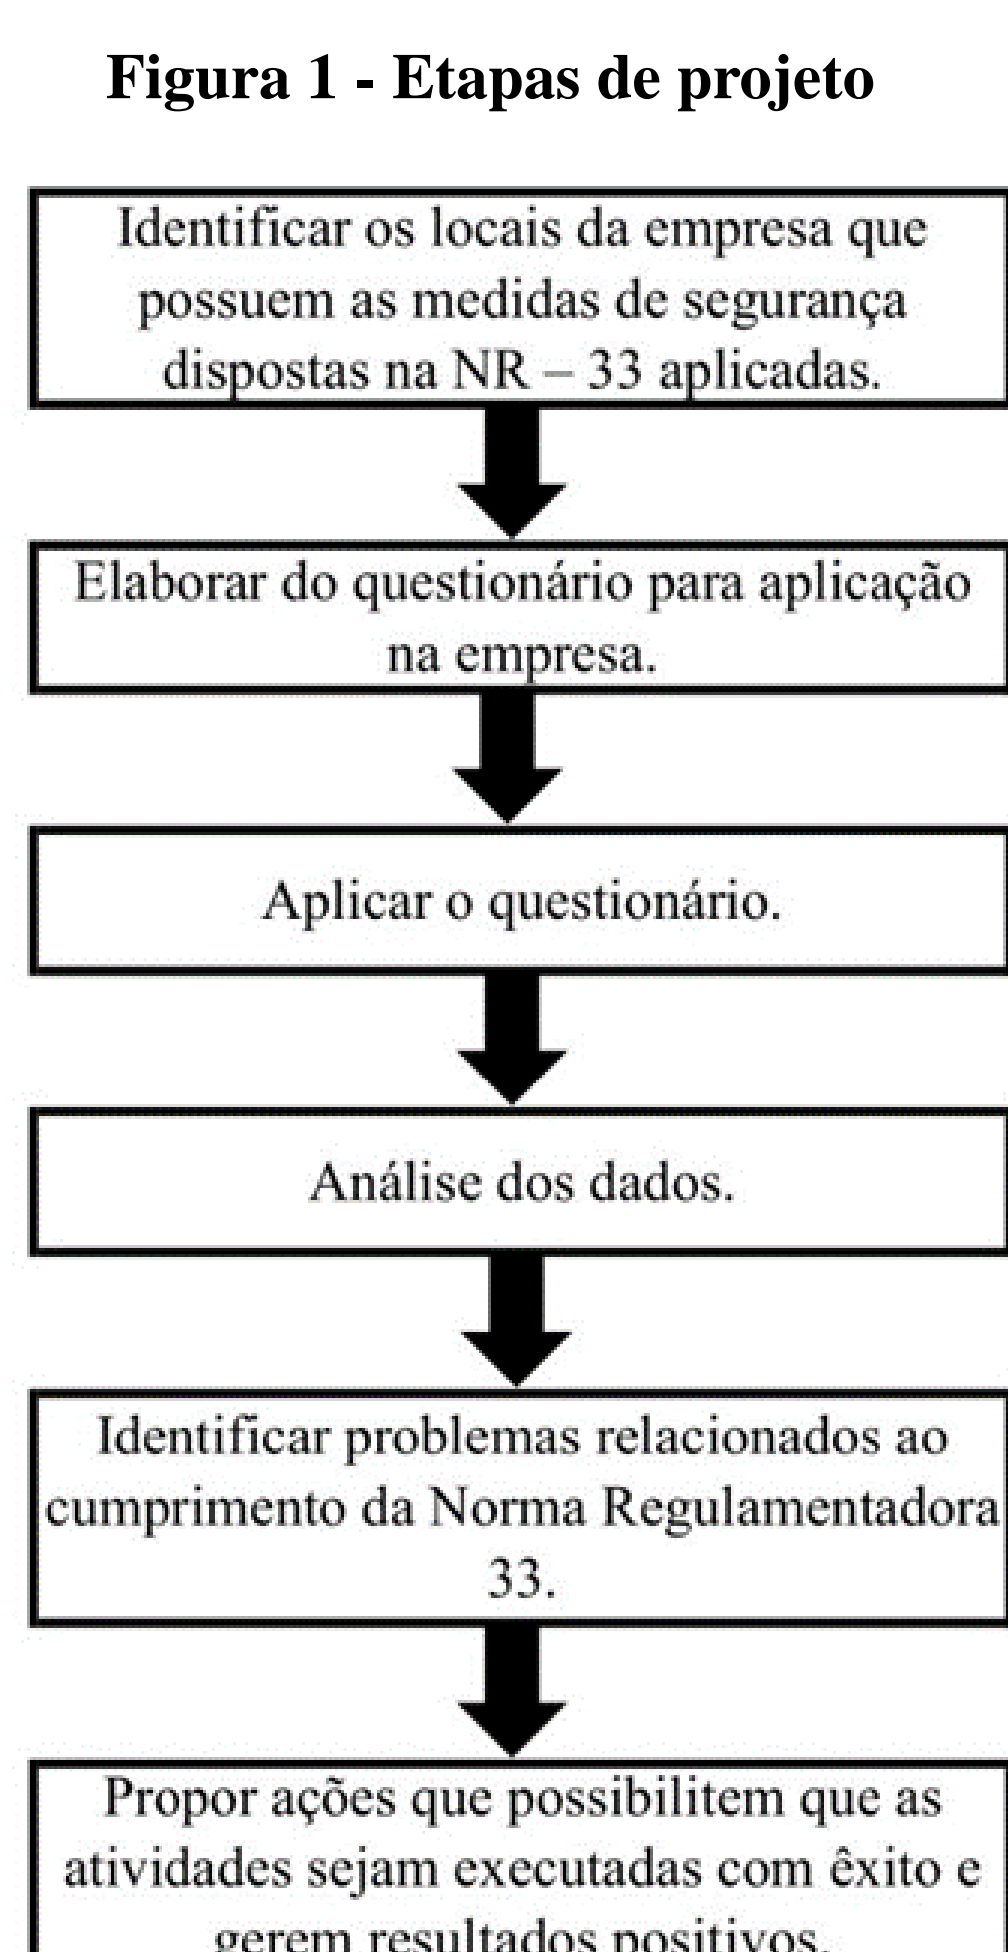 Figura 1 - Etapas de projeto
Identificar os locais da empresa que
possuem as medidas de segurança
dispostas na NR – 33 aplicadas.
Elaborar do questionário para aplicação
na empresa.
Aplicar o questionário.
Análise dos dados.
Identificar problemas relacionados ao
cumprimento da Norma Regulamentadora
33.
Propor ações que possibilitem que as
atividades sejam executadas com êxito e
gerem resultados positivos.